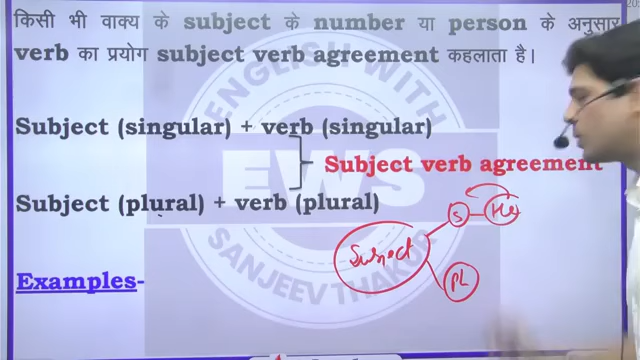 किसी भी वाक्य के subject के number या person के अनुसार
verb का प्रयोग subject verb agreement कहलाता है।
Subject (singular) + verb (singular)
Subject verb agreement
Subject (plural) + verb (plural)
Examples-
Subject
S
He
PL
ENGLISH WITH
EWS
SANJEEV THAKUR